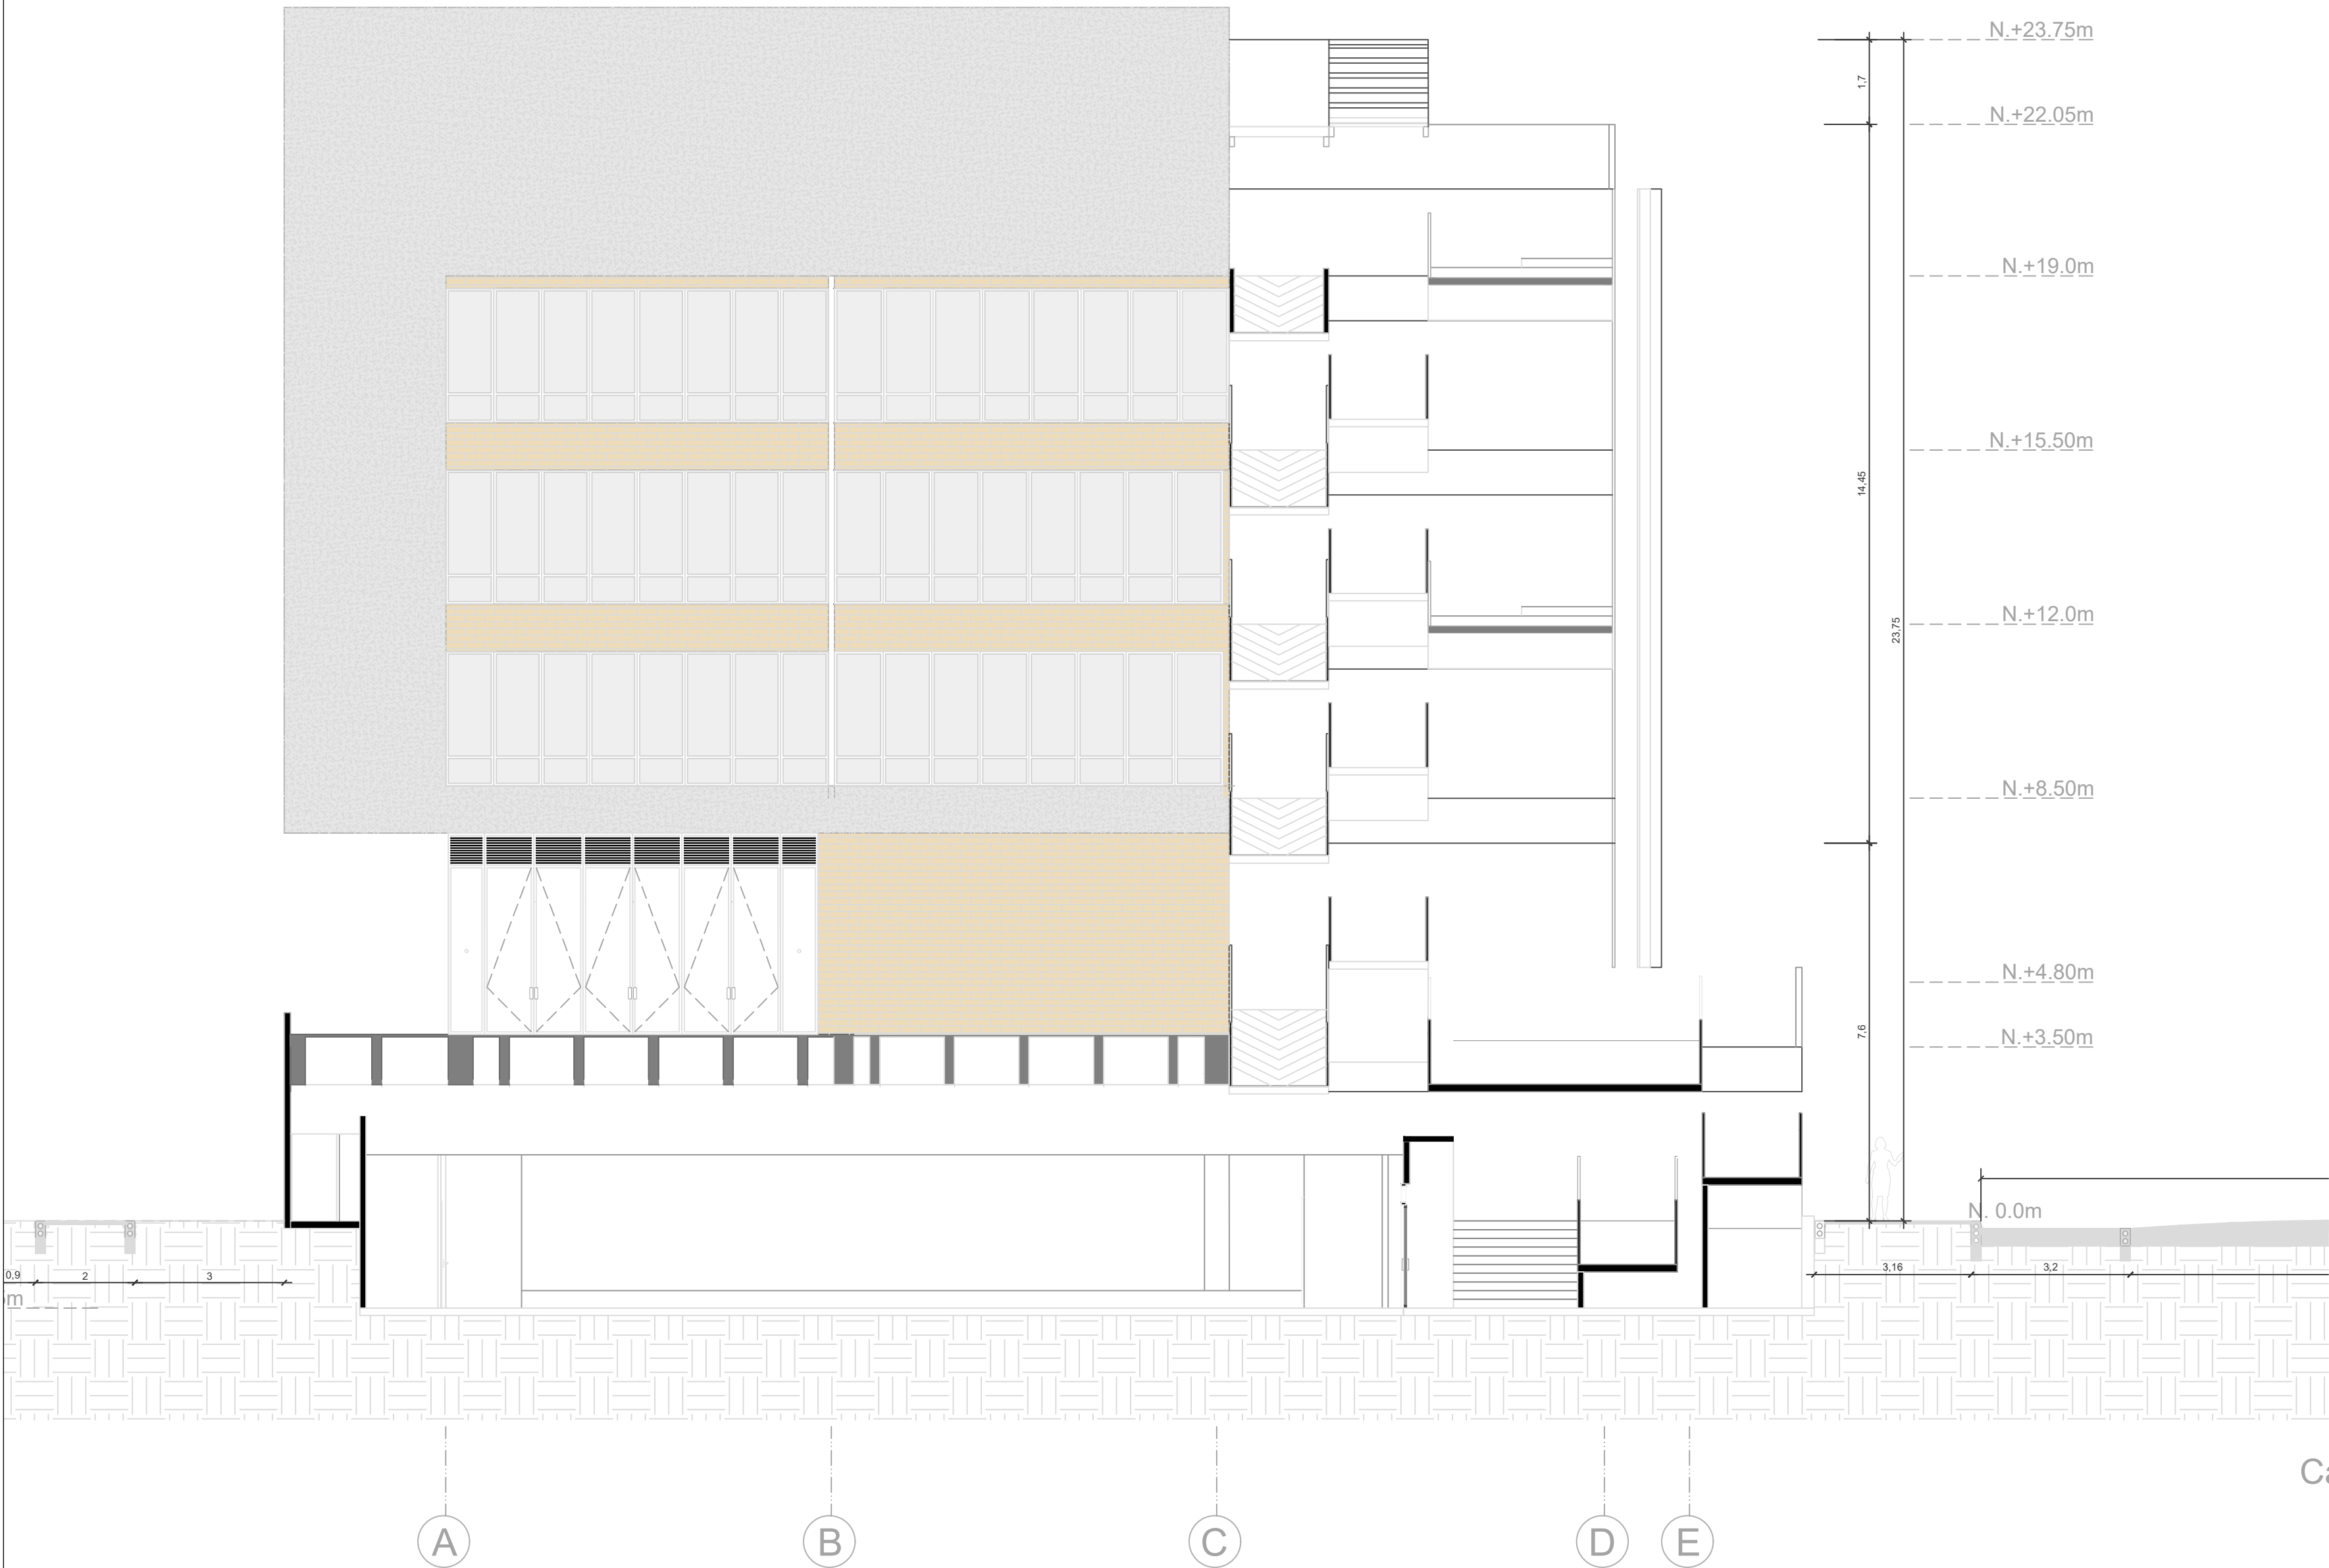 N.+23.75m
1,7
N.+22.05m
N.+19.0m
N.+15.50m
14,45
N.+12.0m
23,75
N.+8.50m
N.+4.80m
7,6
N.+3.50m
N. 0.0m
0,9
2
3
3,16
3,2
m
Ca
A
B
C
D
E